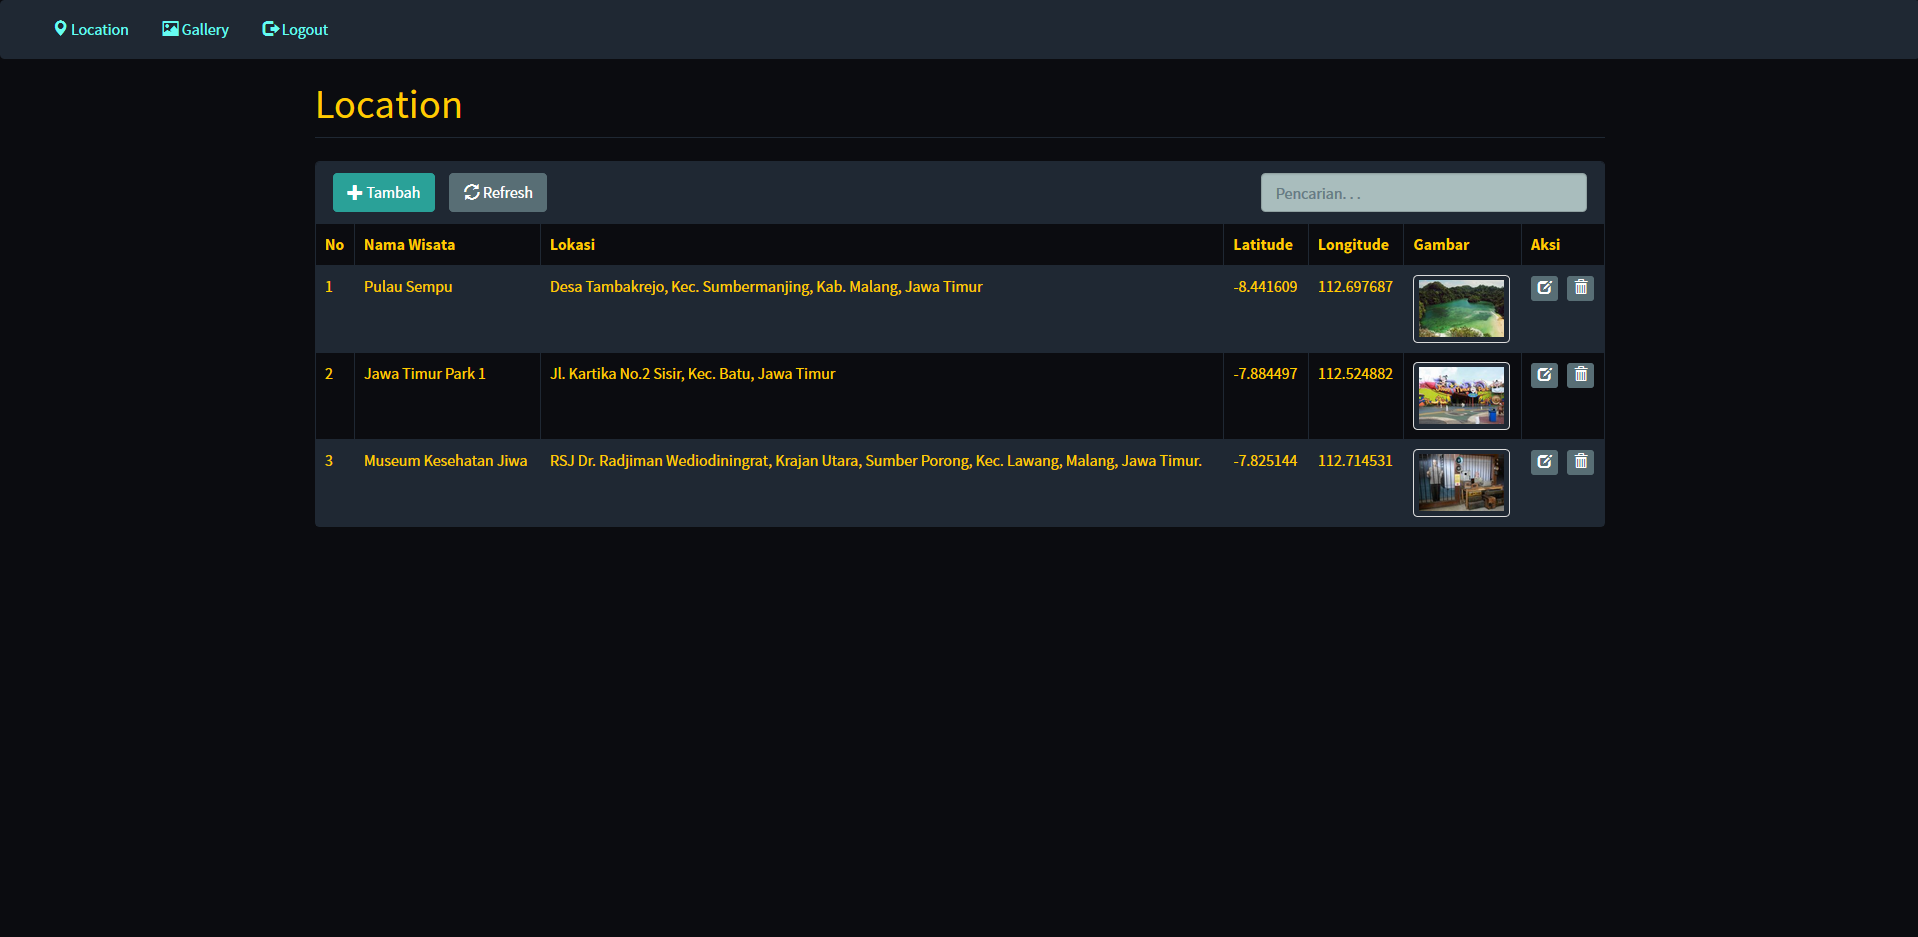 Location Gallery Logout
Location
Tambah Refresh Pencarian. . .
No Nama Wisata Lokasi Latitude Longitude Gambar Aksi
1 Pulau Sempu Desa Tambakrejo, Kec. Sumbermanjing, Kab. Malang, Jawa Timur -8.441609 112.697687
2 Jawa Timur Park 1 Jl. Kartika No.2 Sisir, Kec. Batu, Jawa Timur -7.884497 112.524882
3 Museum Kesehatan Jiwa RSJ Dr. Radjiman Wediodiningrat, Krajan Utara, Sumber Porong, Kec. Lawang, Malang, Jawa Timur. -7.825144 112.714531